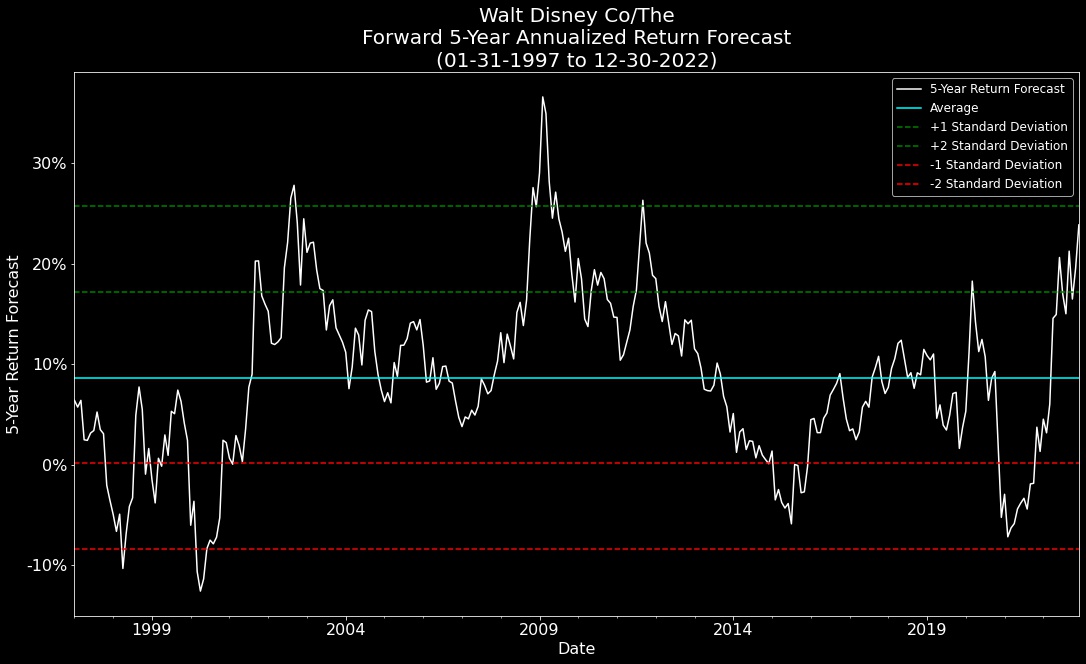 Walt Disney Co/The
Forward 5-Year Annualized Return Forecast
(01-31-1997 to 12-30-2022)
5-Year Return Forecast
Average
+1 Standard Deviation
+2 Standard Deviation
-1 Standard Deviation
-2 Standard Deviation
5-Year Return Forecast
30%
20%
10%
0%
-10%
1999
2004
2009
2014
2019
Date